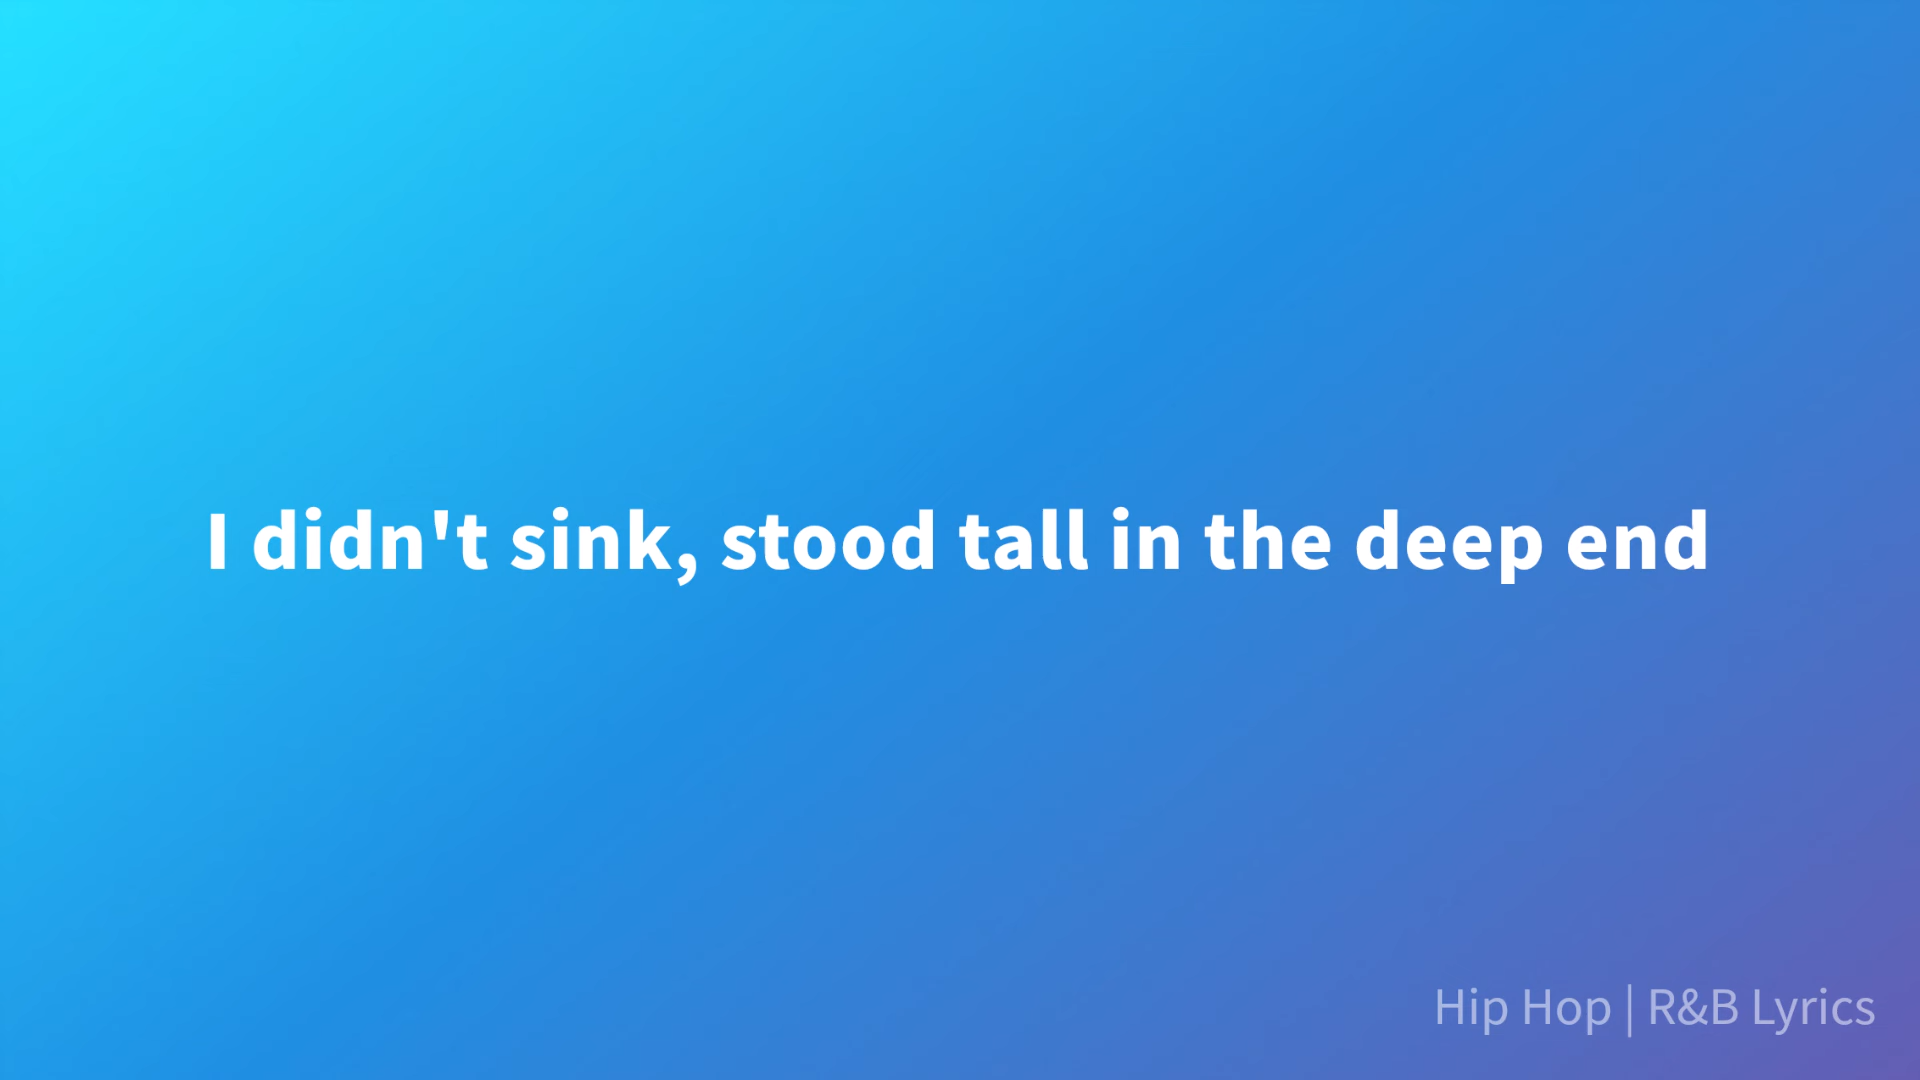 I didn't sink, stood tall in the deep end
Hip Hop | R&B Lyrics